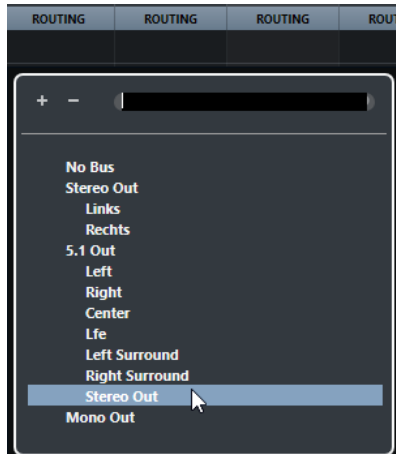 ROUTING ROUTING ROUTING ROU
+ -
No Bus
Stereo Out
Links
Rechts
5.1 Out
Left
Right
Center
Lfe
Left Surround
Right Surround
Stereo Out
Mono Out